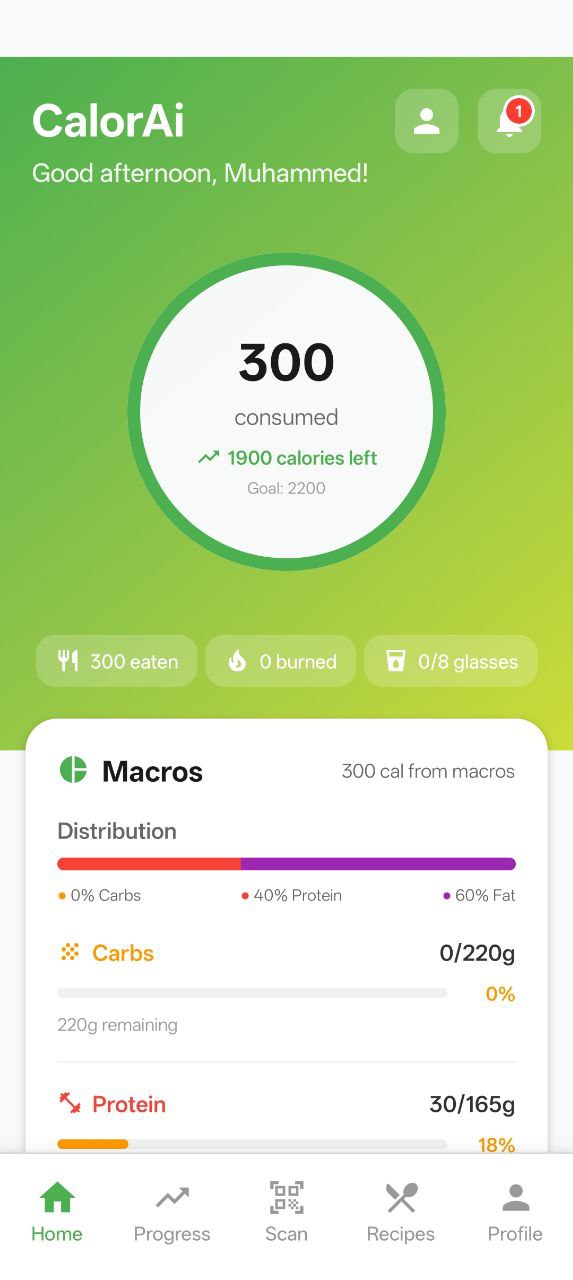 CalorAi
1
Good afternoon, Muhammed!
300
consumed
1900 calories left
Goal: 2200
300 eaten
0 burned
0/8 glasses
Macros
300 cal from macros
Distribution
0% Carbs
40% Protein
60% Fat
Carbs
0/220g
0%
220g remaining
Protein
30/165g
18%
Home
Progress
Scan
Recipes
Profile